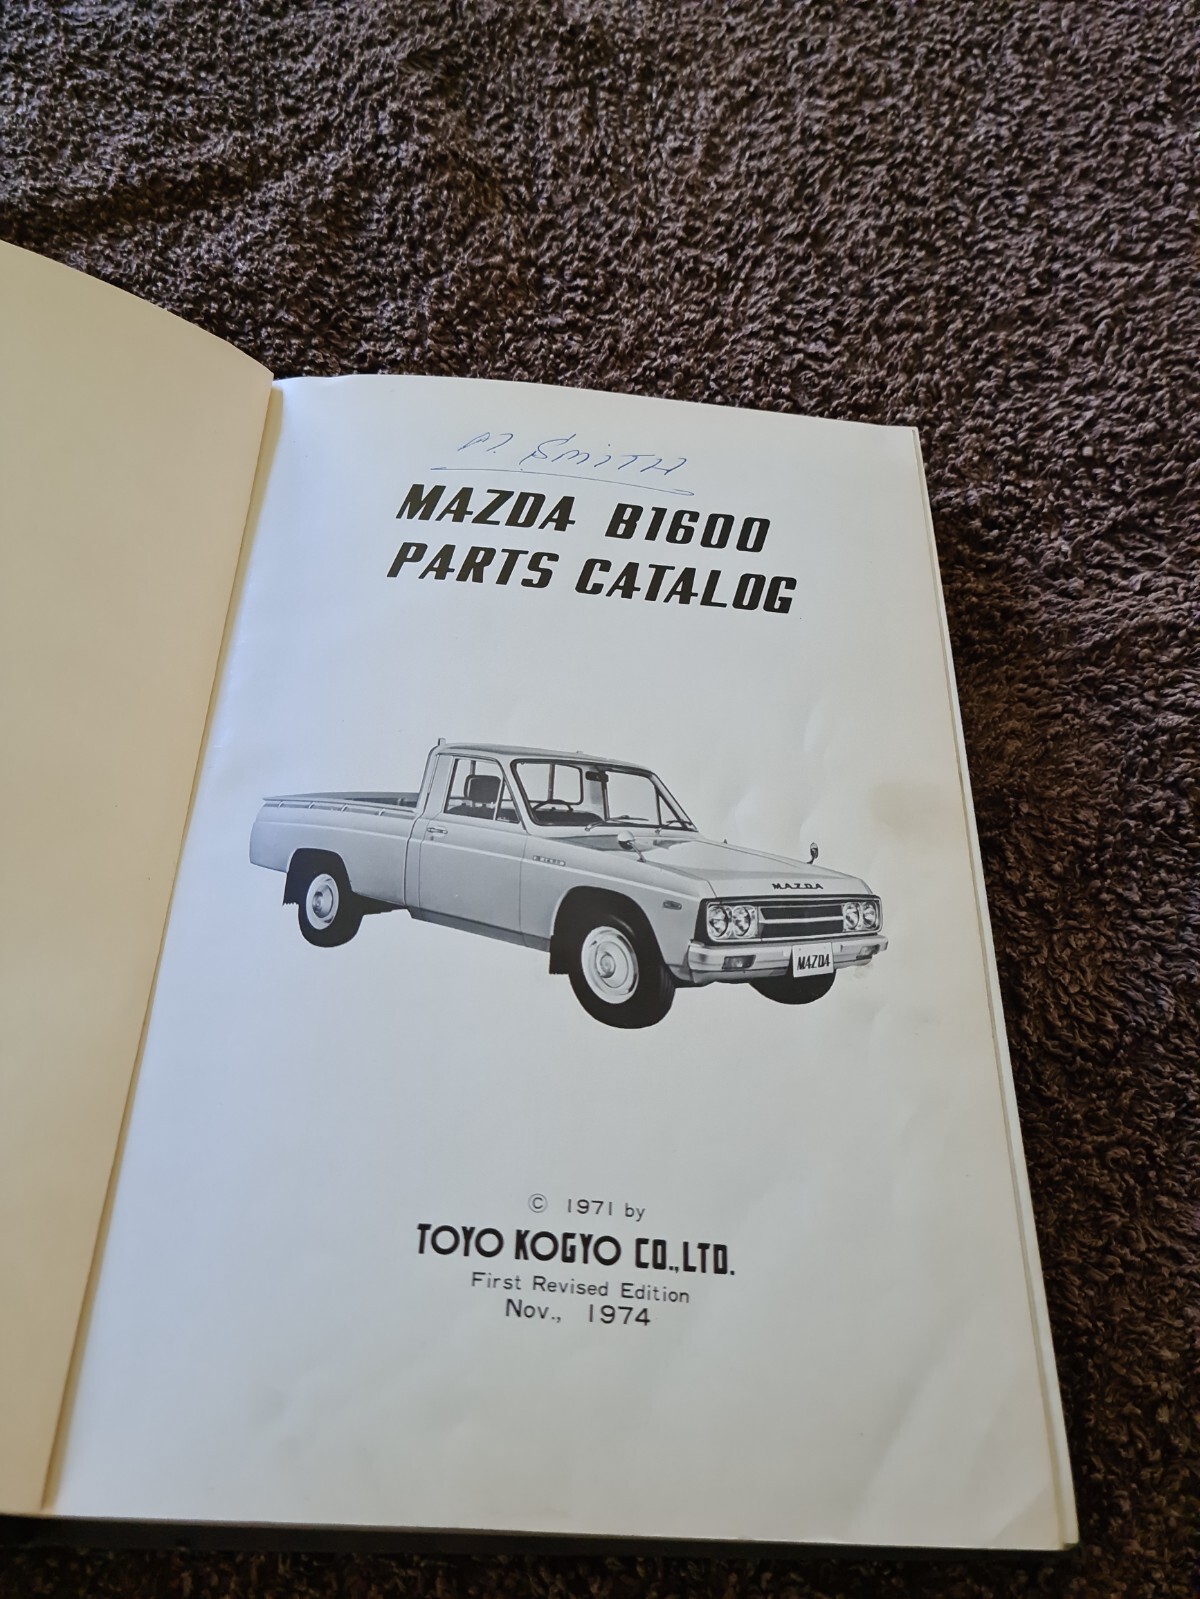 M. SMITH
MAZDA B1600
PARTS CATALOG
MAZDA
MAZDA
© 1971 by
TOYO KOGYO CO.,LTD.
First Revised Edition
Nov., 1974